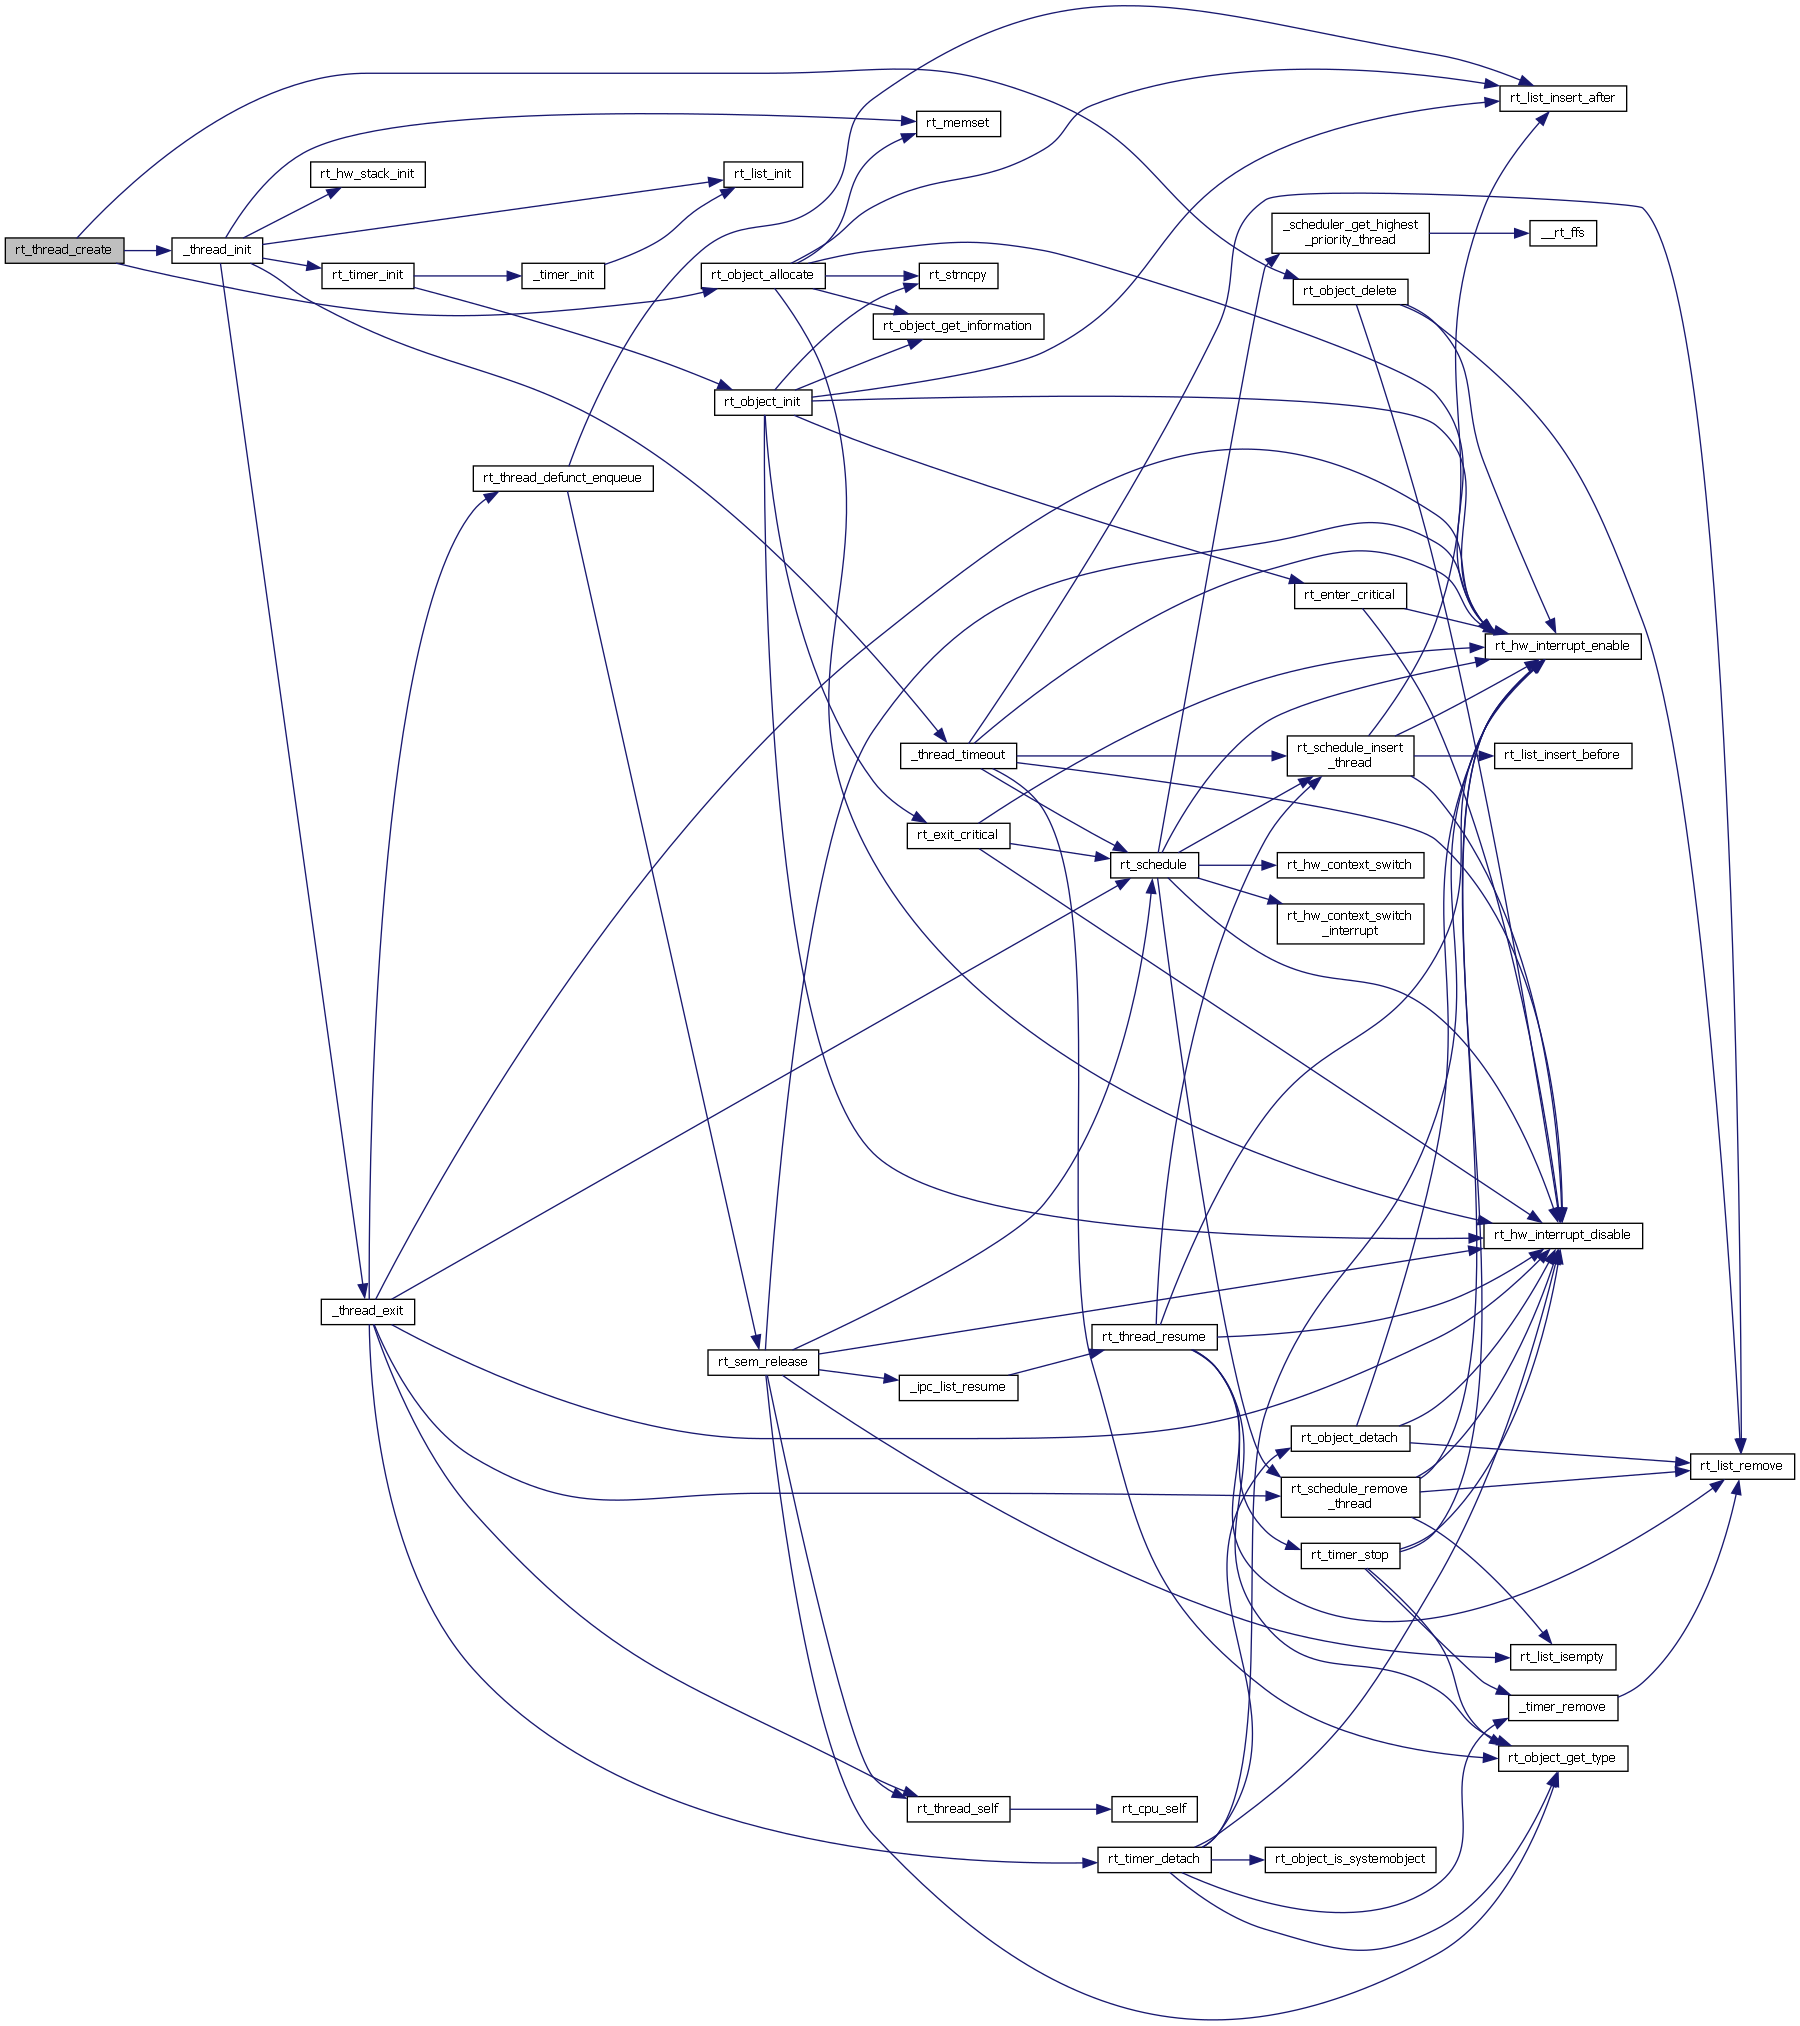 rt_list_insert_after
rt_memset
rt_hw_stack_init
rt_list_init
_scheduler_get_highest
_priority_thread
__rt_ffs
rt_thread_create
_thread_init
rt_timer_init
_timer_init
rt_object_allocate
rt_strncpy
rt_object_delete
rt_object_get_information
rt_object_init
rt_thread_defunct_enqueue
rt_enter_critical
rt_hw_interrupt_enable
_thread_timeout
rt_schedule_insert
_thread
rt_list_insert_before
rt_exit_critical
rt_schedule
rt_hw_context_switch
rt_hw_context_switch
_interrupt
rt_hw_interrupt_disable
_thread_exit
rt_thread_resume
rt_sem_release
_ipc_list_resume
rt_object_detach
rt_list_remove
rt_schedule_remove
_thread
rt_timer_stop
rt_list_isempty
_timer_remove
rt_object_get_type
rt_thread_self
rt_cpu_self
rt_timer_detach
rt_object_is_systemobject